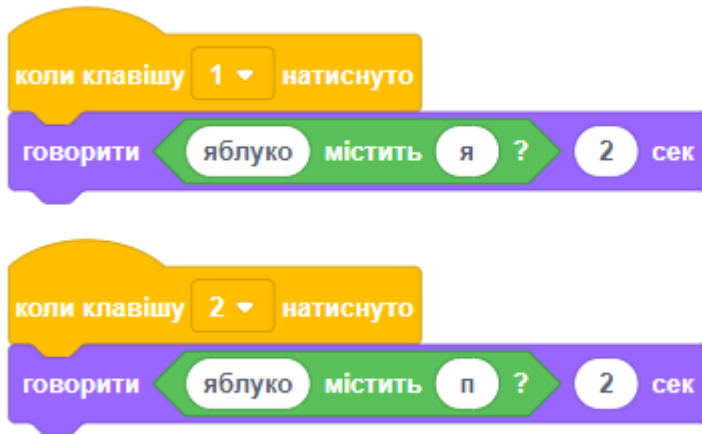 коли клавішу 1 натиснуто
говорити яблуко містить я ? 2 сек
коли клавішу 2 натиснуто
говорити яблуко містить п ? 2 сек